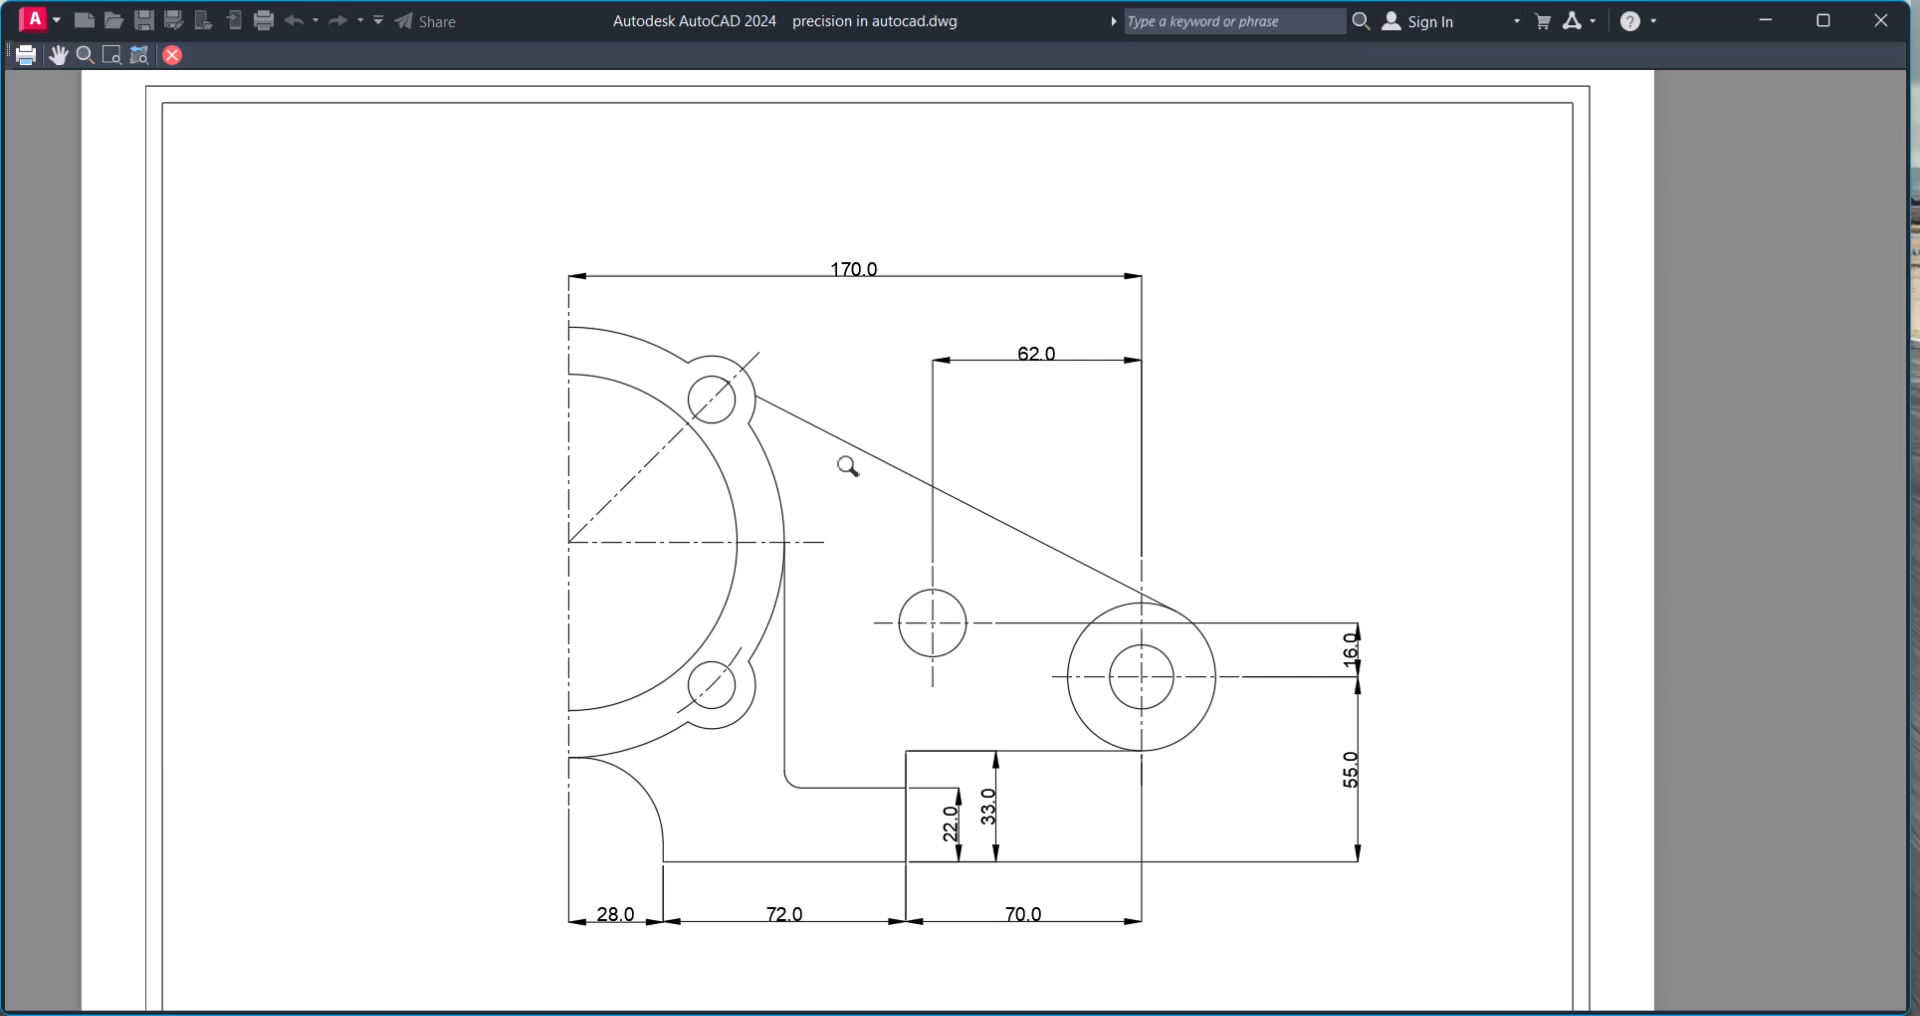 A
Share
Autodesk AutoCAD 2024 precision in autocad.dwg
Type a keyword or phrase
Sign In
?
170.0
62.0
16.0
55.0
33.0
22.0
28.0
72.0
70.0